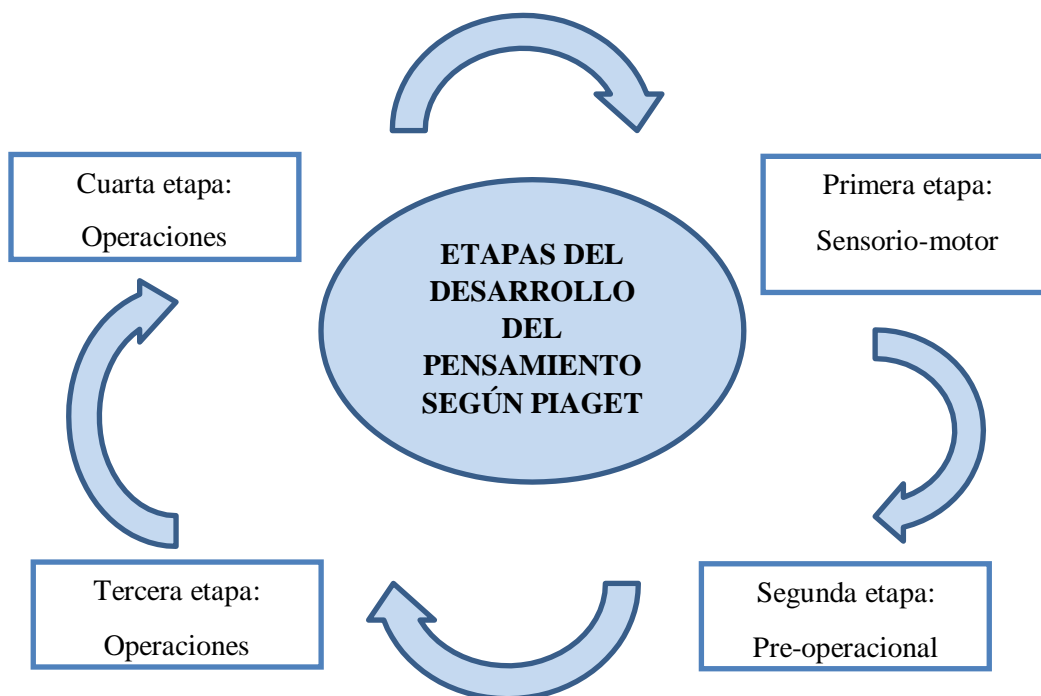 Cuarta etapa:
Operaciones
Primera etapa:
Sensorio-motor
ETAPAS DEL
DESARROLLO
DEL
PENSAMIENTO
SEGÚN PIAGET
Tercera etapa:
Operaciones
Segunda etapa:
Pre-operacional